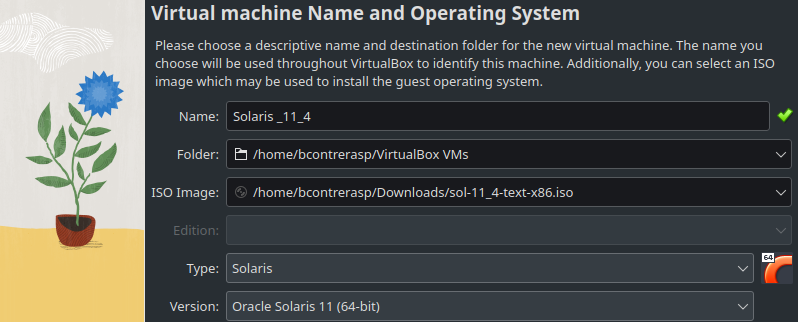 Virtual machine Name and Operating System
Please choose a descriptive name and destination folder for the new virtual machine. The name you
choose will be used throughout VirtualBox to identify this machine. Additionally, you can select an ISO
image which may be used to install the guest operating system.
Name: Solaris _11_4
Folder: /home/bcontrerasp/VirtualBox VMs
ISO Image: /home/bcontrerasp/Downloads/sol-11_4-text-x86.iso
Edition:
Type: Solaris 64
Version: Oracle Solaris 11 (64-bit)